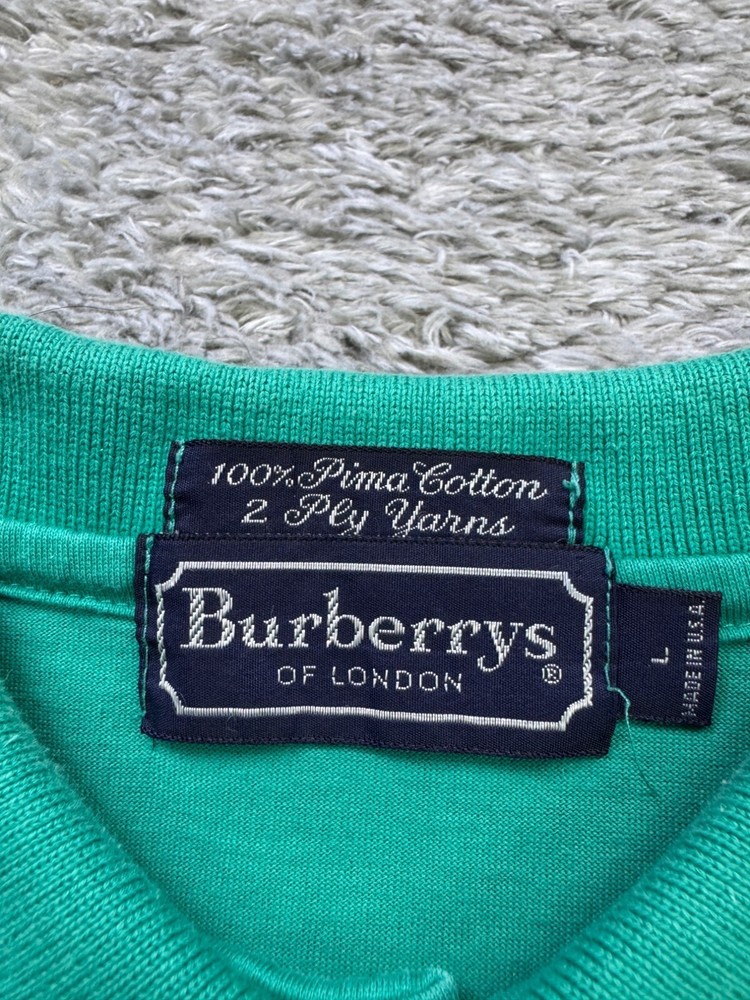 100% Pima Cotton
2 Ply Yarns
Burberrys
OF LONDON ®
L
MADE IN U.S.A